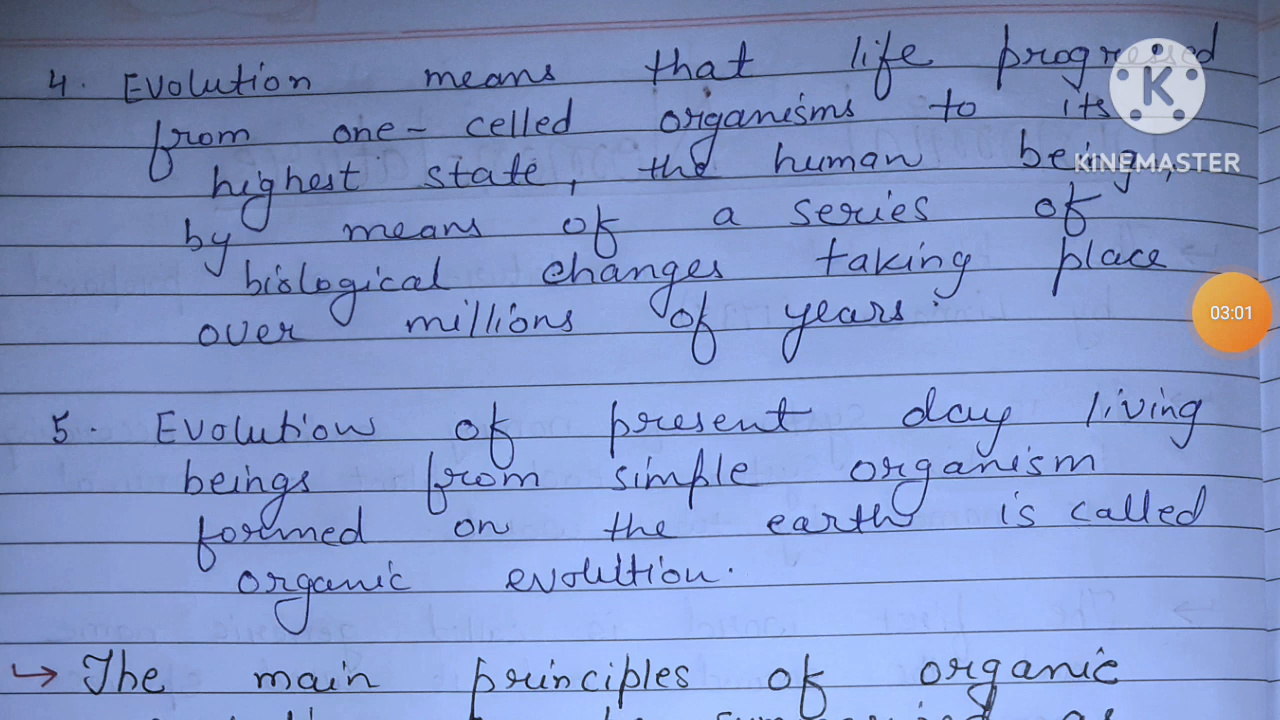 4. Evolution means that life progressed
from one-celled organisms to its
highest state, the human being,
by means of a series of
biological changes taking place
over millions of years.
5. Evolution of present day living
beings from simple organism
formed on the earth is called
organic evolution.
→ The main principles of organic
K
KINEMASTER
03:01